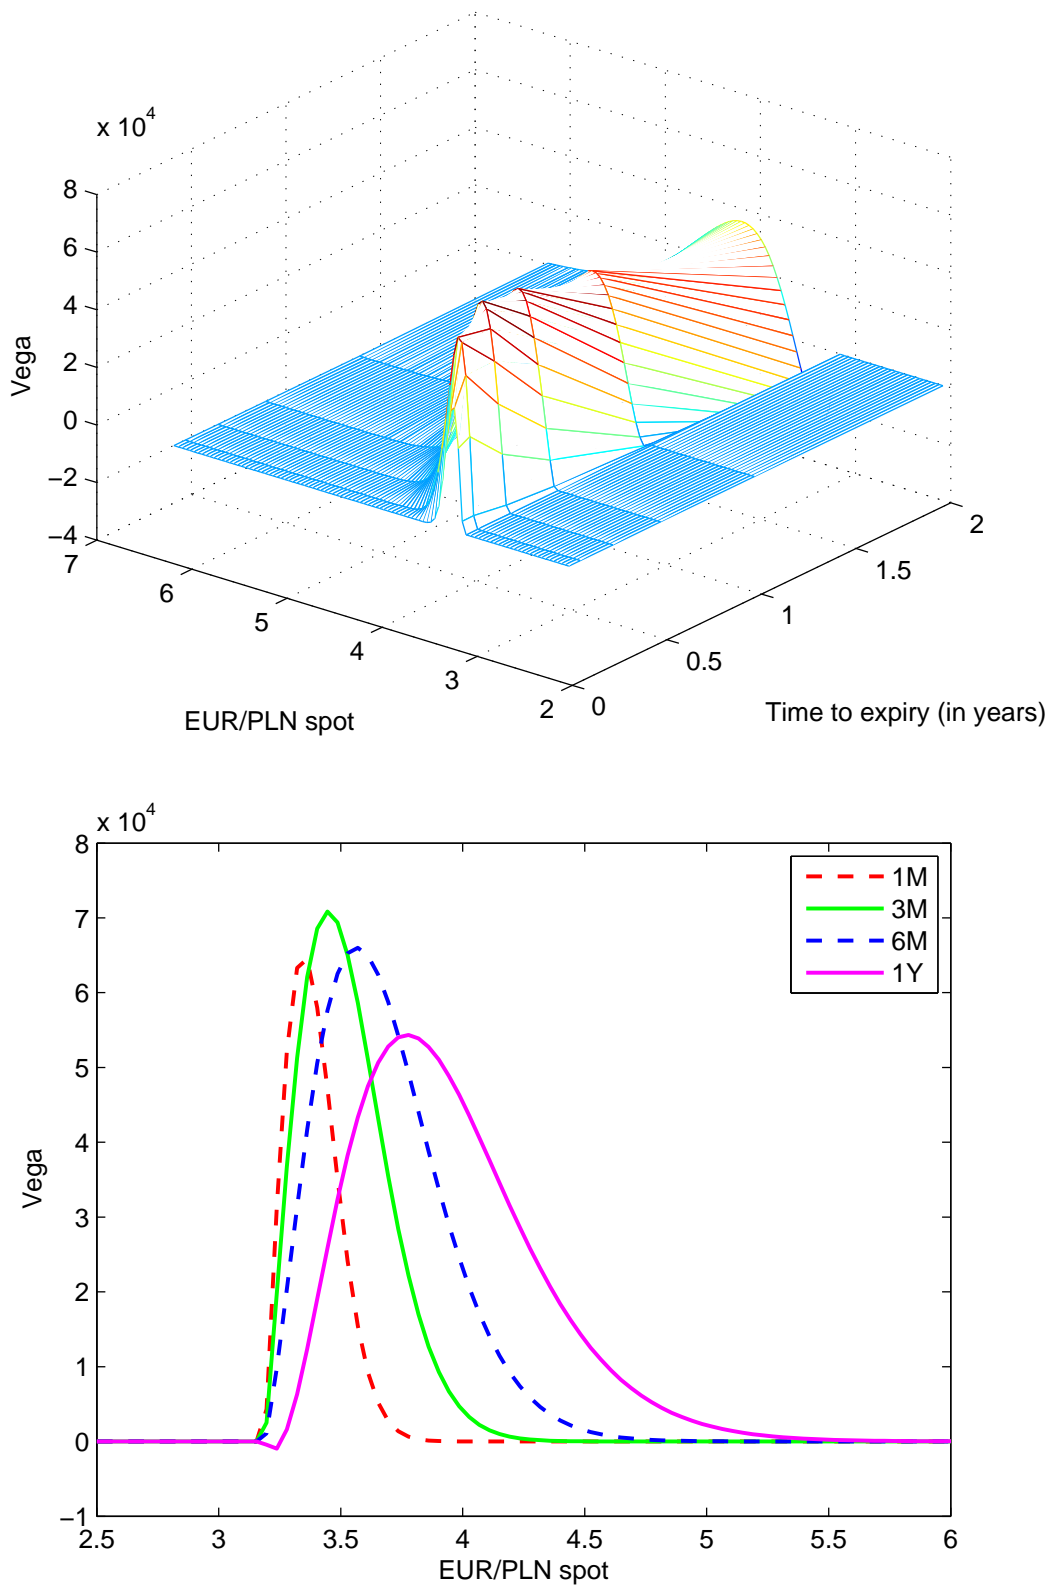 x 10^4
8
6
4
2
0
−2
−4
Vega
7
6
5
4
3
2
EUR/PLN spot
0
0.5
1
1.5
2
Time to expiry (in years)
x 10^4
8
7
6
5
4
3
2
1
0
−1
Vega
2.5 3 3.5 4 4.5 5 5.5 6
EUR/PLN spot
1M
3M
6M
1Y